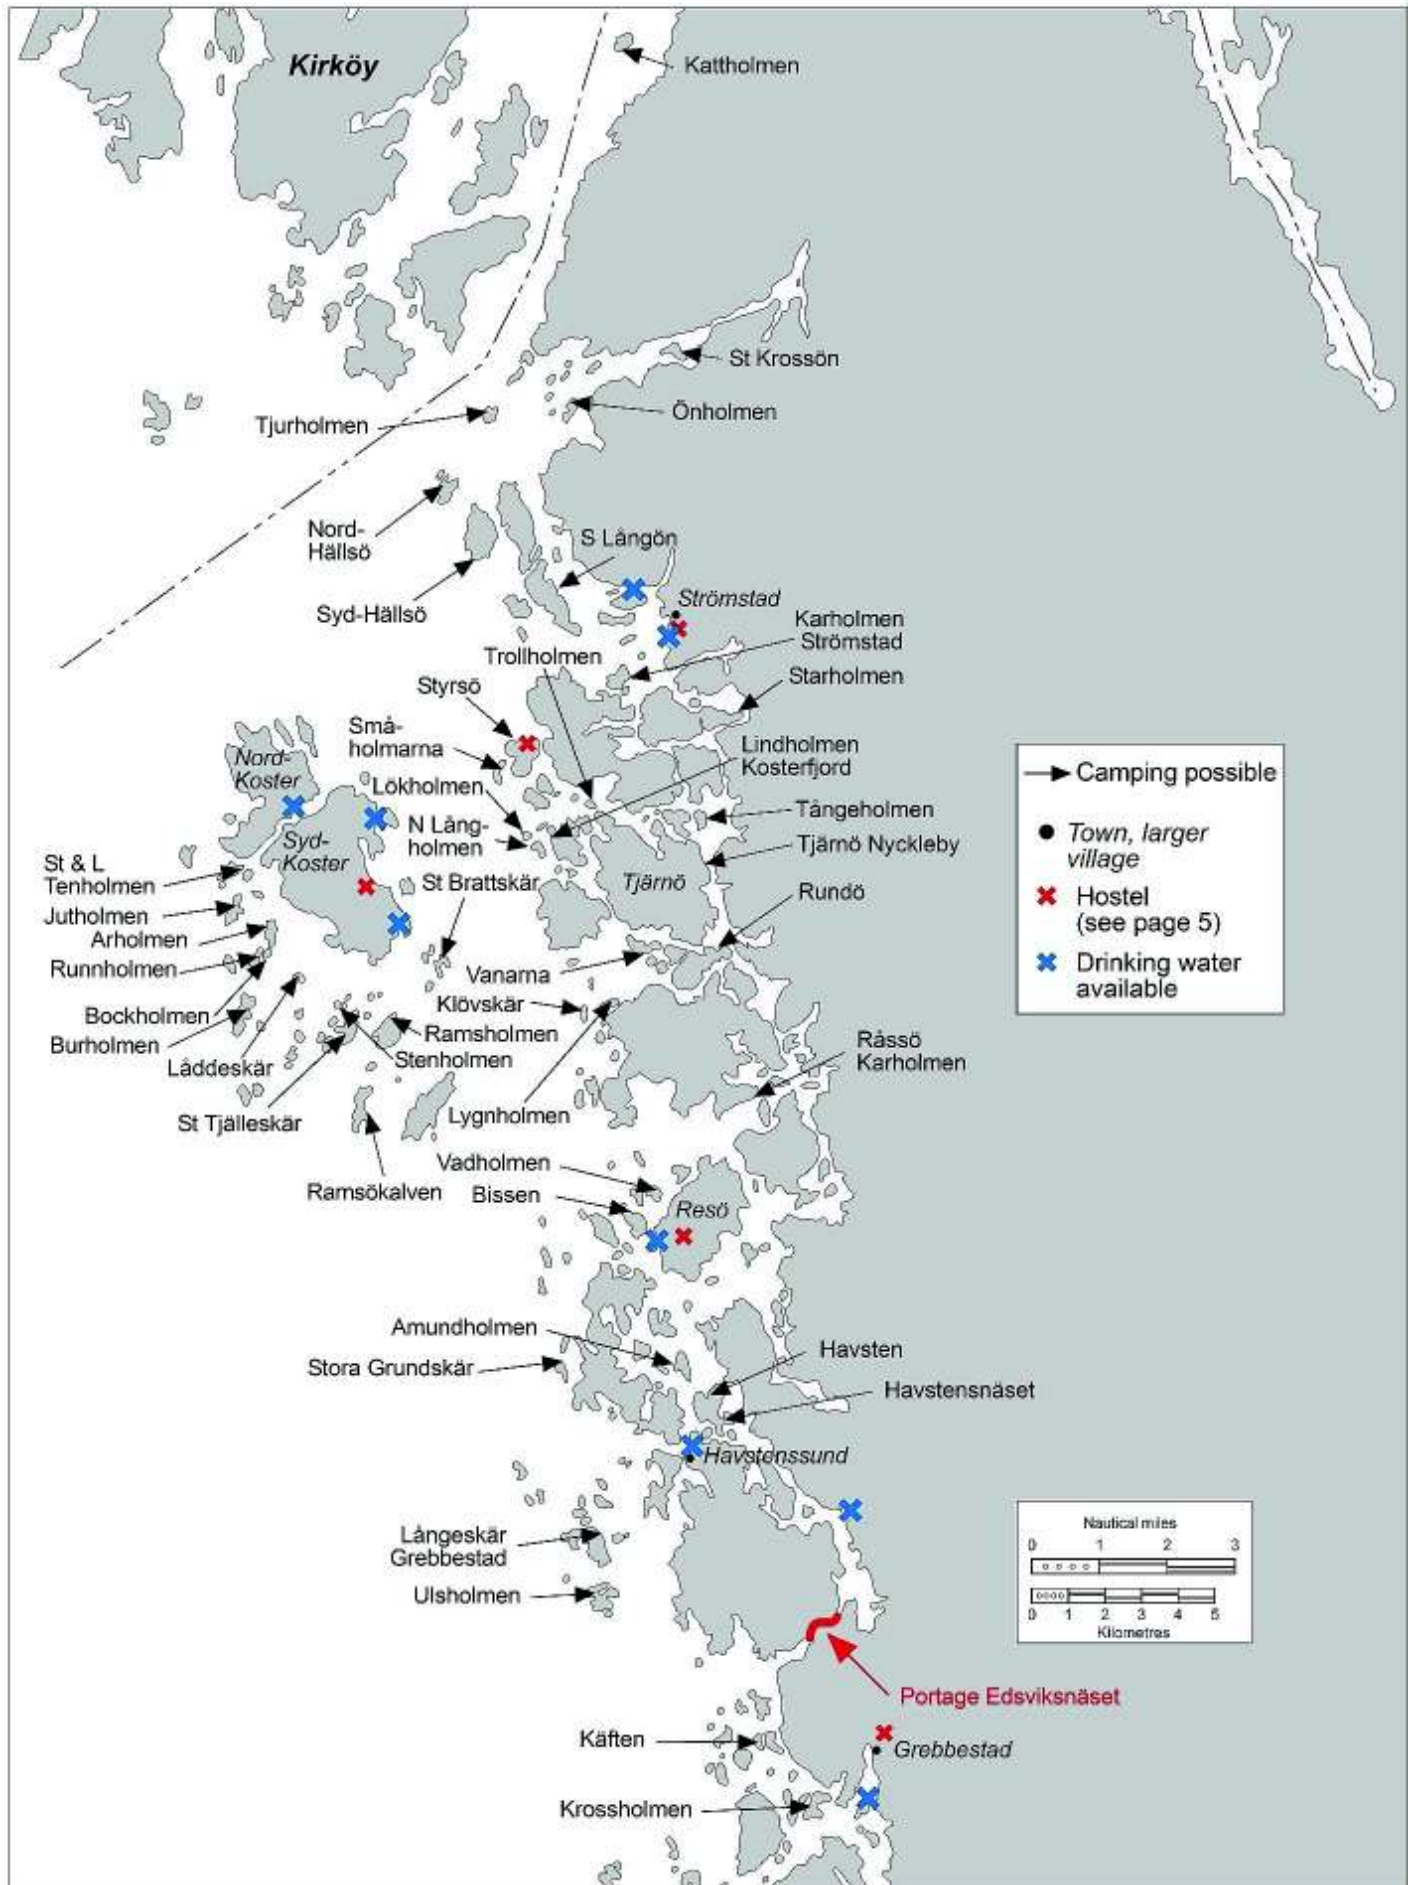 Kirköy
Kattholmen
St Krossön
Önholmen
Tjurholmen
Nord-
Hällsö
S Långön
Syd-Hällsö
Strömstad
Karholmen
Strömstad
Trollholmen
Starholmen
Styrsö
Små-
holmarna
Lindholmen
Kosterfjord
Nord-
Koster
Lökholmen
Tångeholmen
N Lång-
holmen
Syd-
Koster
Tjärnö Nyckleby
St & L
Tenholmen
St Brattskär
Tjärnö
Rundö
Jutholmen
Arholmen
Runnholmen
Vanarna
Klövskär
Bockholmen
Ramsholmen
Burholmen
Stenholmen
Råssö
Karholmen
Låddeskär
Lygnholmen
St Tjälleskär
Vadholmen
Ramsökalven
Bissen
Resö
Amundholmen
Havsten
Stora Grundskär
Havstensnäset
Havstenssund
Långeskär
Grebbestad
Ulsholmen
Portage Edsviksnäset
Käften
Grebbestad
Krossholmen
Camping possible
Town, larger
village
Hostel
(see page 5)
Drinking water
available
Nautical miles
0 1 2 3
0 1 2 3 4 5
Kilometres